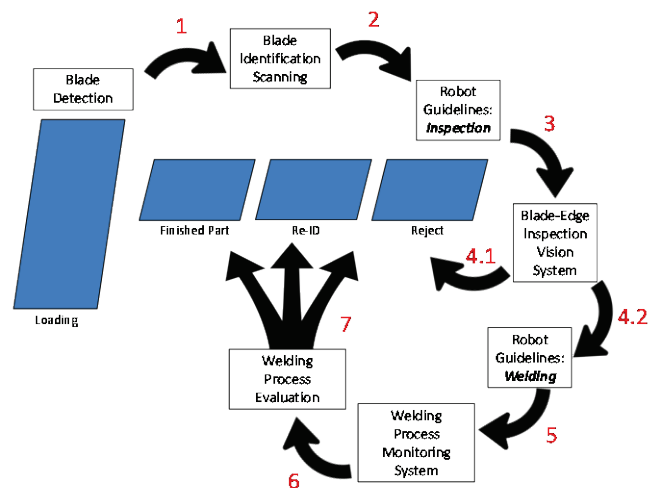 1
Blade
Identification
Scanning
2
Blade
Detection
Robot
Guidelines:
Inspection
3
Finished Part
Re-ID
Reject
Blade-Edge
Inspection
Vision
System
4.1
4.2
Loading
7
Robot
Guidelines:
Welding
Welding
Process
Evaluation
Welding
Process
Monitoring
System
5
6